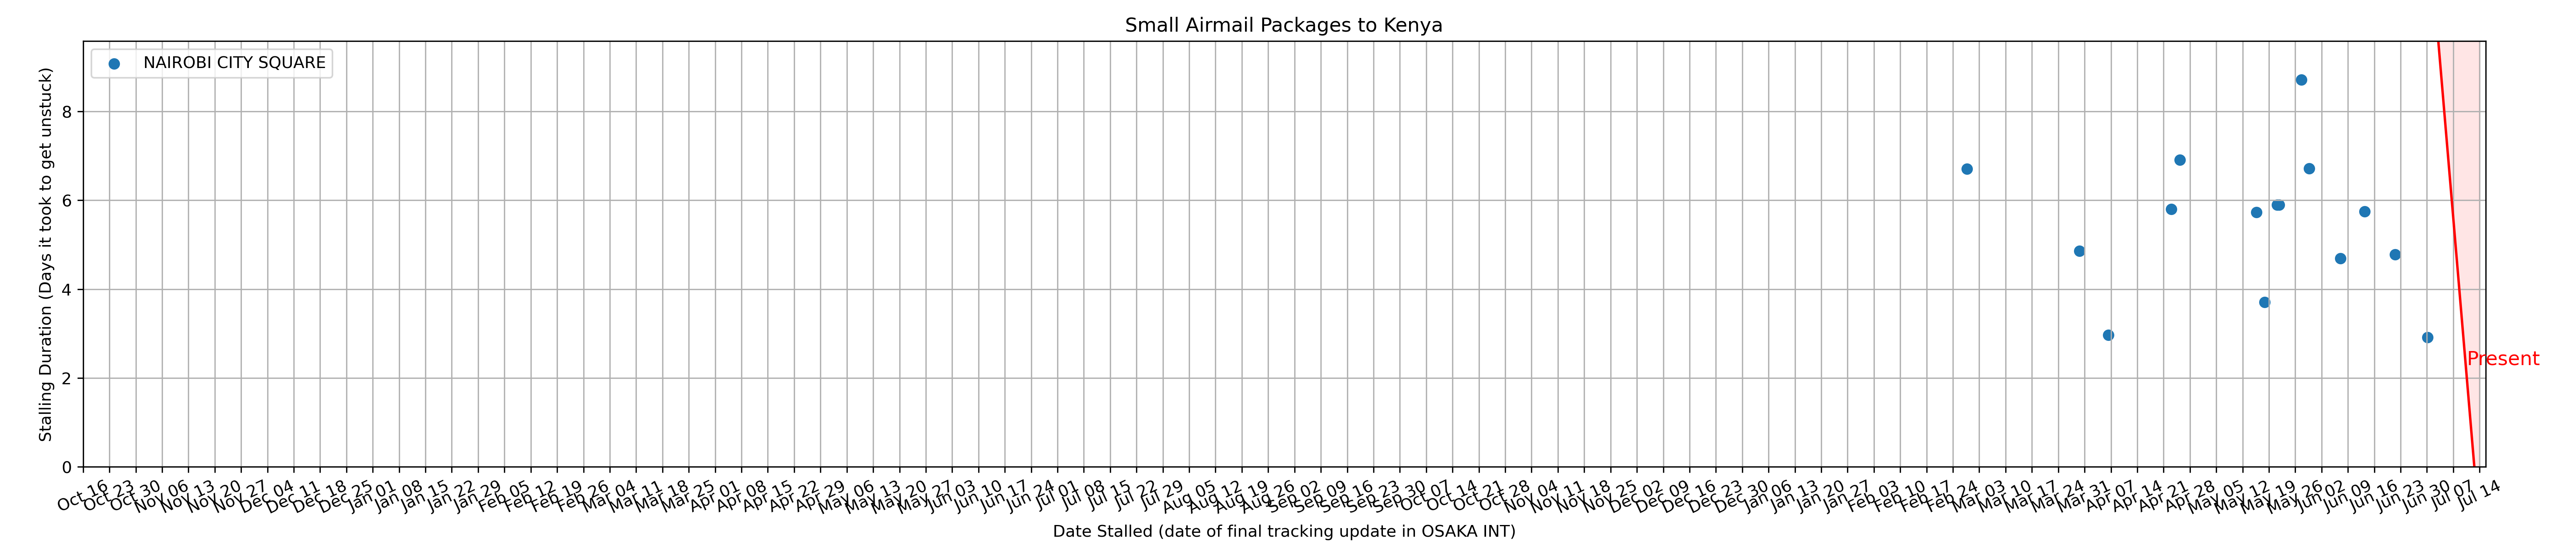 Small Airmail Packages to Kenya
NAIROBI CITY SQUARE
Stalling Duration (Days it took to get unstuck)
8
6
4
2
0
Present
Oct 16
Oct 23
Oct 30
Nov 06
Nov 13
Nov 20
Nov 27
Dec 04
Dec 11
Dec 18
Dec 25
Jan 01
Jan 08
Jan 15
Jan 22
Jan 29
Feb 05
Feb 12
Feb 19
Feb 26
Mar 04
Mar 11
Mar 18
Mar 25
Apr 01
Apr 08
Apr 15
Apr 22
Apr 29
May 06
May 13
May 20
May 27
Jun 03
Jun 10
Jun 17
Jun 24
Jul 01
Jul 08
Jul 15
Jul 22
Jul 29
Aug 05
Aug 12
Aug 19
Aug 26
Sep 02
Sep 09
Sep 16
Sep 23
Sep 30
Oct 07
Oct 14
Oct 21
Oct 28
Nov 04
Nov 11
Nov 18
Nov 25
Dec 02
Dec 09
Dec 16
Dec 23
Dec 30
Jan 06
Jan 13
Jan 20
Jan 27
Feb 03
Feb 10
Feb 17
Feb 24
Mar 03
Mar 10
Mar 17
Mar 24
Mar 31
Apr 07
Apr 14
Apr 21
Apr 28
May 05
May 12
May 19
May 26
Jun 02
Jun 09
Jun 16
Jun 23
Jun 30
Jul 07
Jul 14
Date Stalled (date of final tracking update in OSAKA INT)